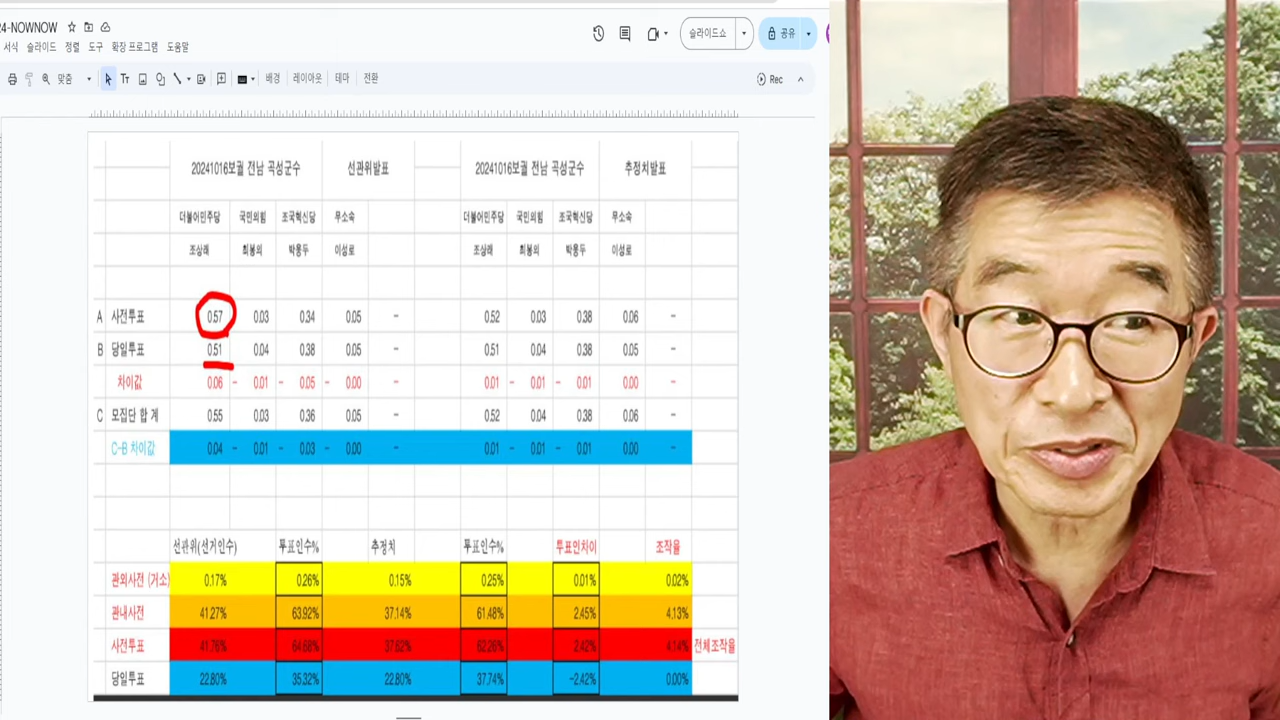 24-NOWNOW
서식 슬라이드 정렬 도구 확장 프로그램 도움말
슬라이드쇼 공유
맞춤 배경 레이아웃 테마 전환 Rec
20241016보궐 전남 곡성군수 선관위발표 20241016보궐 전남 곡성군수 추정치발표
더불어민주당 국민의힘 조국혁신당 무소속 더불어민주당 국민의힘 조국혁신당 무소속
조상래 최봉의 박웅두 이성로 조상래 최봉의 박웅두 이성로
A 사전투표 0.57 0.03 0.34 0.05 - 0.52 0.03 0.38 0.06 -
B 당일투표 0.51 0.04 0.38 0.05 - 0.51 0.04 0.38 0.05 -
차이값 0.06 - 0.01 - 0.05 - 0.00 - 0.01 - 0.01 - 0.01 0.00 -
C 모집단 합 계 0.55 0.03 0.36 0.05 - 0.52 0.04 0.38 0.06 -
C-B 차이값 0.04 - 0.01 - 0.03 - 0.00 - 0.01 - 0.01 - 0.01 0.00 -
선관위(선거인수) 투표인수% 추정치 투표인수% 투표인차이 조작율
관외사전 (거소) 0.17% 0.26% 0.15% 0.25% 0.01% 0.02%
관내사전 41.27% 63.92% 37.14% 61.48% 2.45% 4.13%
사전투표 41.76% 64.68% 37.62% 62.26% 2.42% 4.14% 전체조작율
당일투표 22.80% 35.32% 22.80% 37.74% -2.42% 0.00%